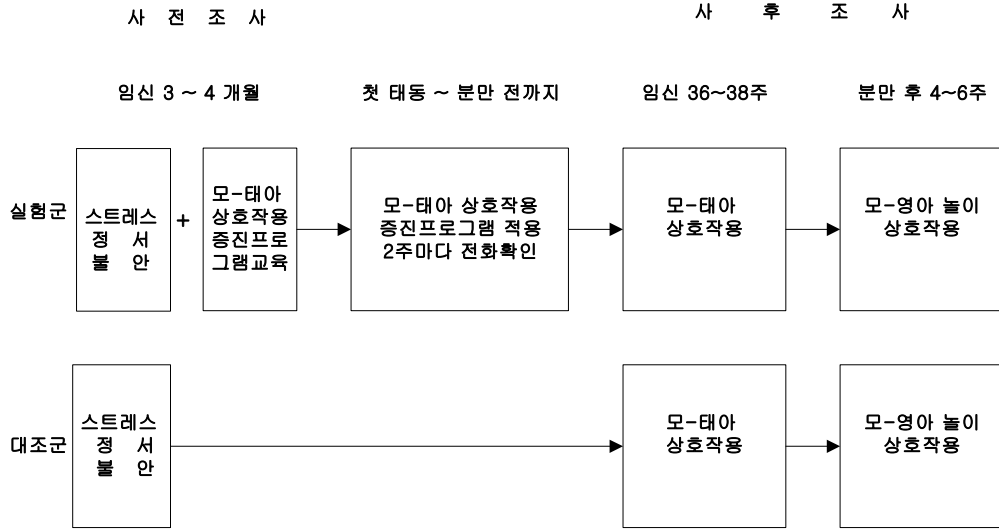 사 전 조 사
사 후 조 사
임신 3 ~ 4 개월
첫 태동 ~ 분만 전까지
임신 36~38주
분만 후 4~6주
실험군
스트레스
정 서
불 안
+
모-태아
상호작용
증진프로
그램교육
모-태아 상호작용
증진프로그램 적용
2주마다 전화확인
모-태아
상호작용
모-영아 놀이
상호작용
대조군
스트레스
정 서
불 안
모-태아
상호작용
모-영아 놀이
상호작용